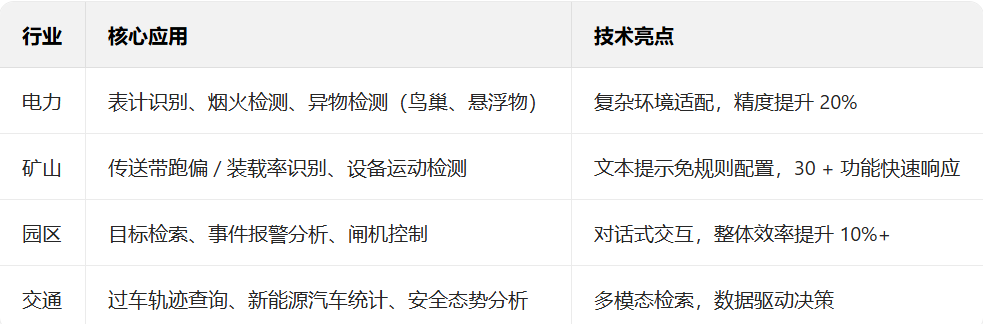 行业 核心应用 技术亮点
电力 表计识别、烟火检测、异物检测（鸟巢、悬浮物） 复杂环境适配，精度提升 20%
矿山 传送带跑偏 / 装载率识别、设备运动检测 文本提示免规则配置，30 + 功能快速响应
园区 目标检索、事件报警分析、闸机控制 对话式交互，整体效率提升 10%+
交通 过车轨迹查询、新能源汽车统计、安全态势分析 多模态检索，数据驱动决策